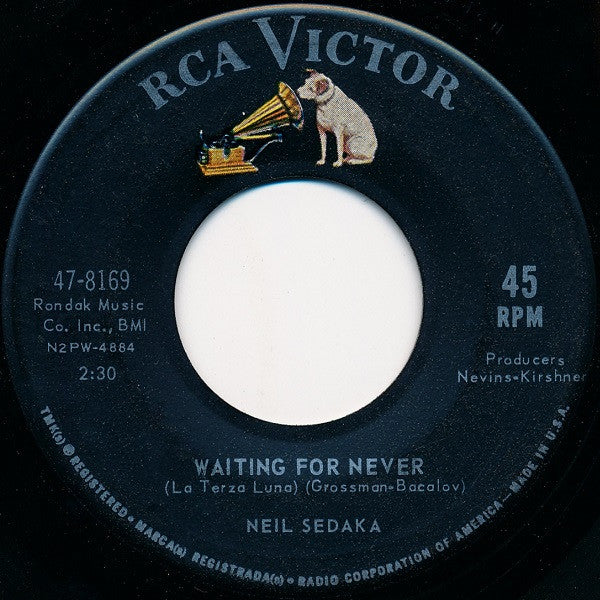 RCA VICTOR
47-8169
Rondak Music
Co. Inc., BMI
N2PW-4884
2:30
45
RPM
Producers
Nevins-Kirshner
WAITING FOR NEVER
(La Terza Luna) (Grossman-Bacalov)
NEIL SEDAKA
TMK(s) ® REGISTERED • MARCA(s) REGISTRADA(s) • RADIO CORPORATION OF AMERICA—MADE IN U.S.A.